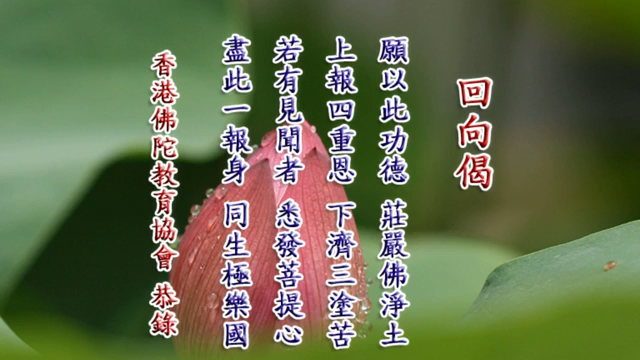 回向偈
願以此功德 莊嚴佛淨土
上報四重恩 下濟三塗苦
若有見聞者 悉發菩提心
盡此一報身 同生極樂國
香港佛陀教育協會 恭錄